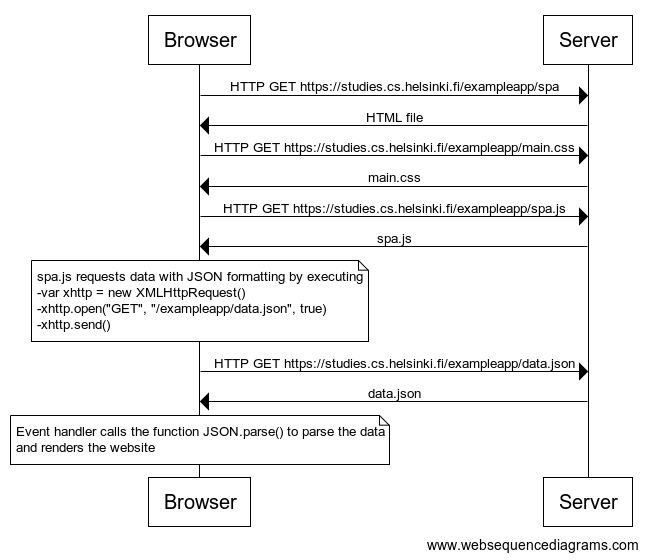 Browser
Server
HTTP GET https://studies.cs.helsinki.fi/exampleapp/spa
HTML file
HTTP GET https://studies.cs.helsinki.fi/exampleapp/main.css
main.css
HTTP GET https://studies.cs.helsinki.fi/exampleapp/spa.js
spa.js
spa.js requests data with JSON formatting by executing
-var xhttp = new XMLHttpRequest()
-xhttp.open("GET", "/exampleapp/data.json", true)
-xhttp.send()
HTTP GET https://studies.cs.helsinki.fi/exampleapp/data.json
data.json
Event handler calls the function JSON.parse() to parse the data
and renders the website
Browser
Server
www.websequencediagrams.com